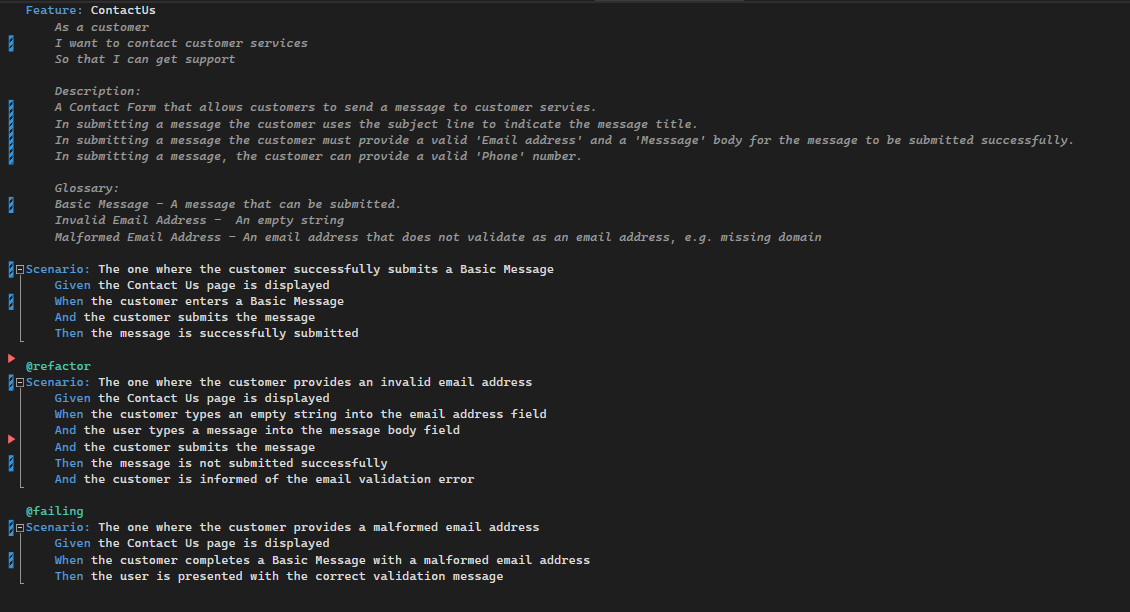 Feature: ContactUs
As a customer
I want to contact customer services
So that I can get support
Description:
A Contact Form that allows customers to send a message to customer servies.
In submitting a message the customer uses the subject line to indicate the message title.
In submitting a message the customer must provide a valid 'Email address' and a 'Messsage' body for the message to be submitted successfully.
In submitting a message, the customer can provide a valid 'Phone' number.
Glossary:
Basic Message - A message that can be submitted.
Invalid Email Address -  An empty string
Malformed Email Address - An email address that does not validate as an email address, e.g. missing domain
Scenario: The one where the customer successfully submits a Basic Message
Given the Contact Us page is displayed
When the customer enters a Basic Message
And the customer submits the message
Then the message is successfully submitted
@refactor
Scenario: The one where the customer provides an invalid email address
Given the Contact Us page is displayed
When the customer types an empty string into the email address field
And the user types a message into the message body field
And the customer submits the message
Then the message is not submitted successfully
And the customer is informed of the email validation error
@failing
Scenario: The one where the customer provides a malformed email address
Given the Contact Us page is displayed
When the customer completes a Basic Message with a malformed email address
Then the user is presented with the correct validation message